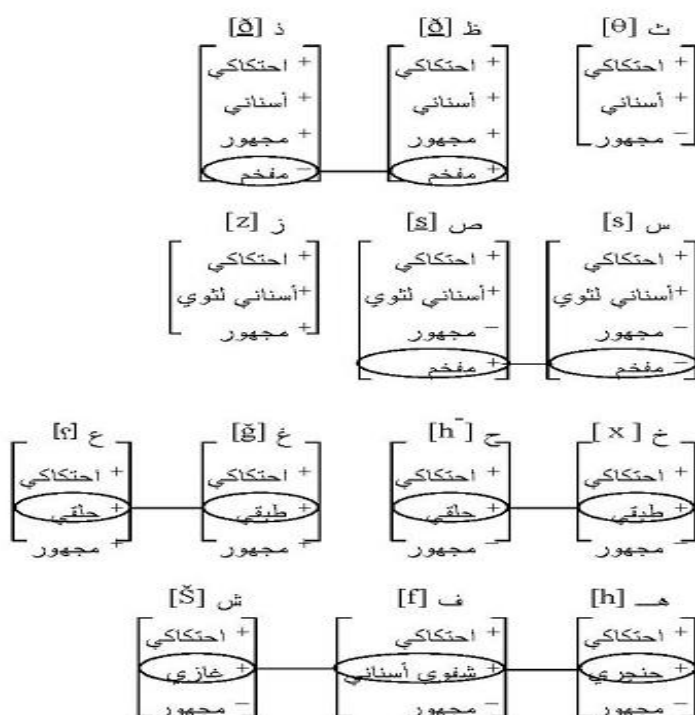 ث [θ] ظ [ð] ذ [ð]
+ احتكاكي + احتكاكي + احتكاكي
+ أسناني + أسناني + أسناني
− مجهور + مجهور + مجهور
+ مفخم − مفخم
س [s] ص [s] ز [z]
+ احتكاكي + احتكاكي + احتكاكي
+ أسناني لثوي + أسناني لثوي + أسناني لثوي
− مجهور − مجهور + مجهور
− مفخم + مفخم
خ [ x ] ح [h¯] غ [ğ] ع [ʕ]
+ احتكاكي + احتكاكي + احتكاكي + احتكاكي
+ طبقي + حلقي + طبقي + حلقي
− مجهور − مجهور + مجهور + مجهور
هـ [h] ف [f] ش [Š]
+ احتكاكي + احتكاكي + احتكاكي
+ حنجري + شفوي أسناني + غازي
− مجهور − مجهور − مجهور